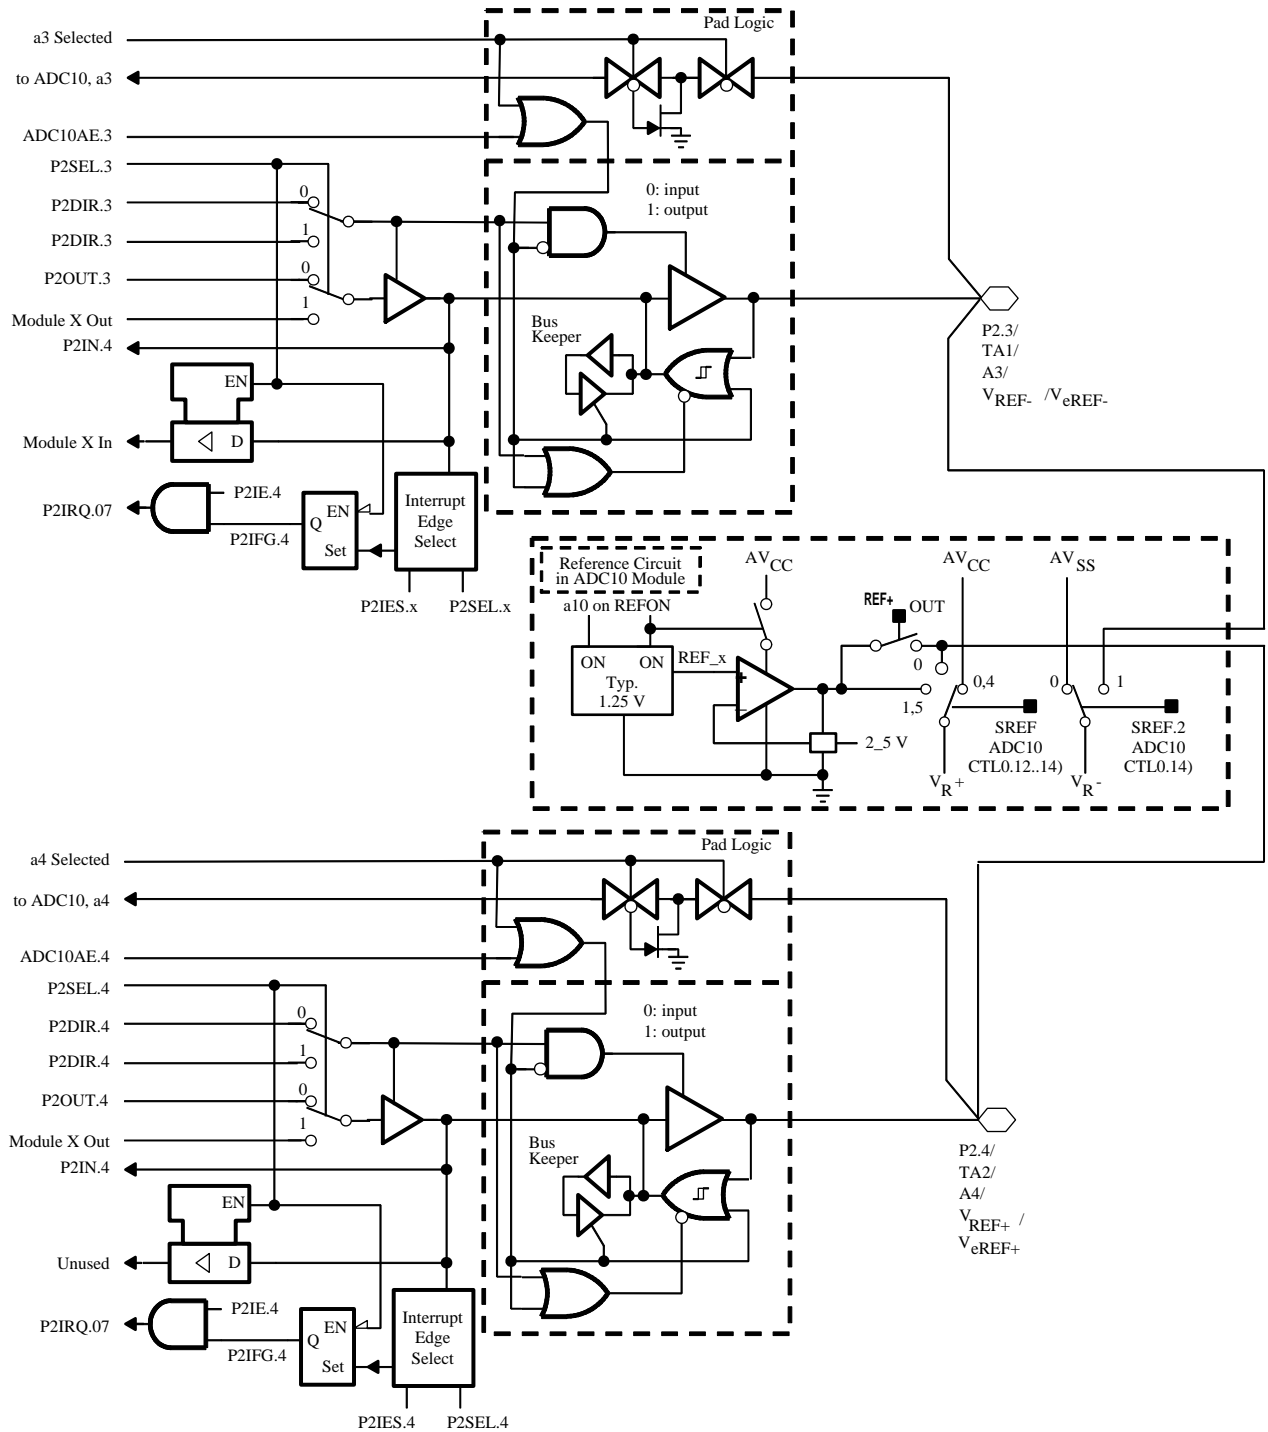 Pad Logic
a3 Selected
to ADC10, a3
ADC10AE.3
P2SEL.3
0
P2DIR.3
1
P2DIR.3
0
P2OUT.3
1
Module X Out
P2IN.4
EN
Module X In
D
P2IRQ.07
P2IE.4
P2IFG.4
Q
EN
Set
Interrupt
Edge
Select
P2IES.x
P2SEL.x
0: input
1: output
Bus
Keeper
P2.3/
TA1/
A3/
VREF- /VeREF-
Reference Circuit
in ADC10 Module
AVCC
AVCC
AVSS
a10 on REFON
REF+
OUT
ON
ON
Typ.
1.25 V
REF_x
+
_
0
1,5
0,4
0
1
2_5 V
SREF
ADC10
CTL0.12..14)
SREF.2
ADC10
CTL0.14)
VR+
VR-
Pad Logic
a4 Selected
to ADC10, a4
ADC10AE.4
P2SEL.4
0
P2DIR.4
1
P2DIR.4
0
P2OUT.4
1
Module X Out
P2IN.4
EN
Unused
D
P2IRQ.07
P2IE.4
P2IFG.4
Q
EN
Set
Interrupt
Edge
Select
P2IES.4
P2SEL.4
0: input
1: output
Bus
Keeper
P2.4/
TA2/
A4/
VREF+ /
VeREF+